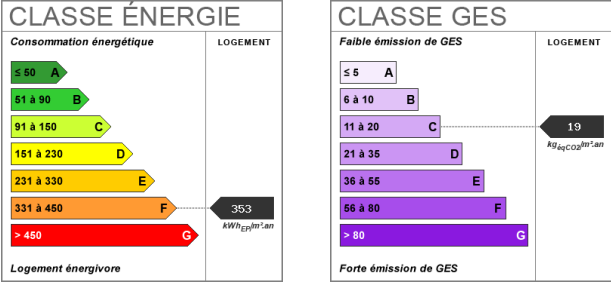 CLASSE ÉNERGIE
Consommation énergétique
LOGEMENT
≤ 50 A
51 à 90 B
91 à 150 C
151 à 230 D
231 à 330 E
331 à 450 F
353
kWhEP/m².an
> 450 G
Logement énergivore
CLASSE GES
Faible émission de GES
LOGEMENT
≤ 5 A
6 à 10 B
11 à 20 C
19
kgéqCO2/m².an
21 à 35 D
36 à 55 E
56 à 80 F
> 80 G
Forte émission de GES